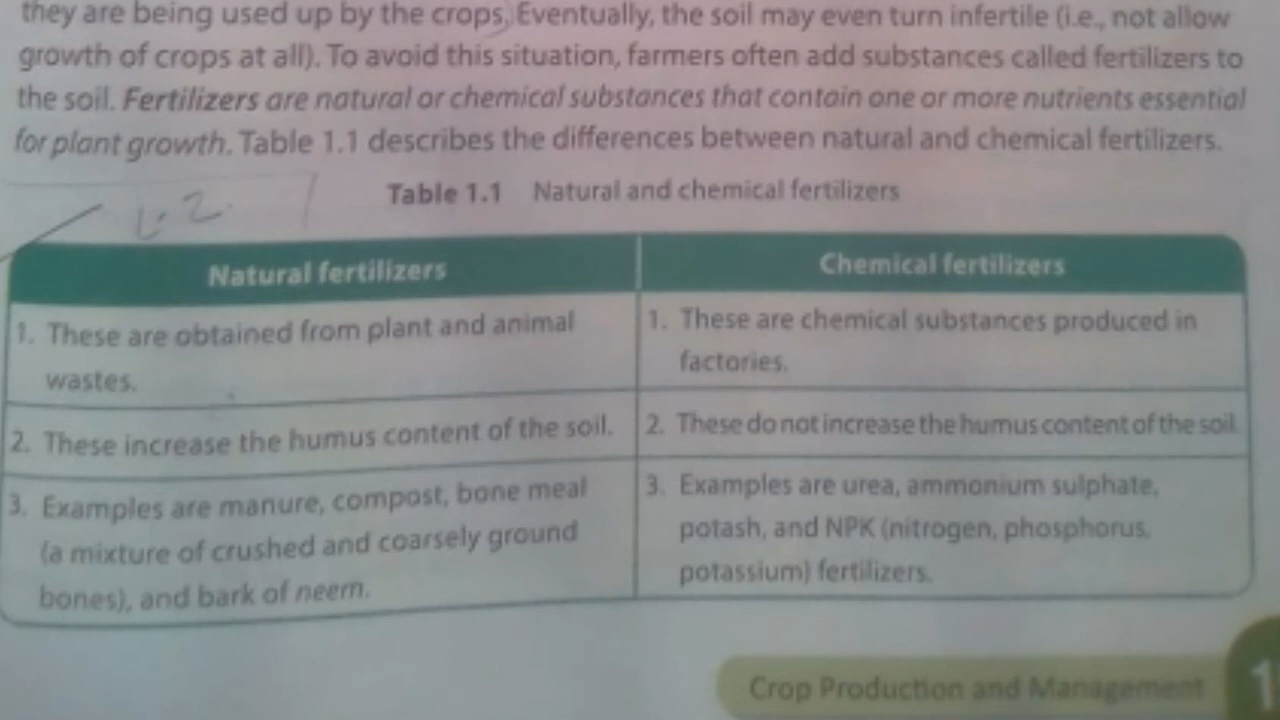 they are being used up by the crops. Eventually, the soil may even turn infertile (i.e., not allow
growth of crops at all). To avoid this situation, farmers often add substances called fertilizers to
the soil. Fertilizers are natural or chemical substances that contain one or more nutrients essential
for plant growth. Table 1.1 describes the differences between natural and chemical fertilizers.
Table 1.1 Natural and chemical fertilizers
Natural fertilizers
Chemical fertilizers
1. These are obtained from plant and animal
wastes.
1. These are chemical substances produced in
factories.
2. These increase the humus content of the soil.
2. These do not increase the humus content of the soil.
3. Examples are manure, compost, bone meal
(a mixture of crushed and coarsely ground
bones), and bark of neem.
3. Examples are urea, ammonium sulphate,
potash, and NPK (nitrogen, phosphorus,
potassium) fertilizers.
Crop Production and Management